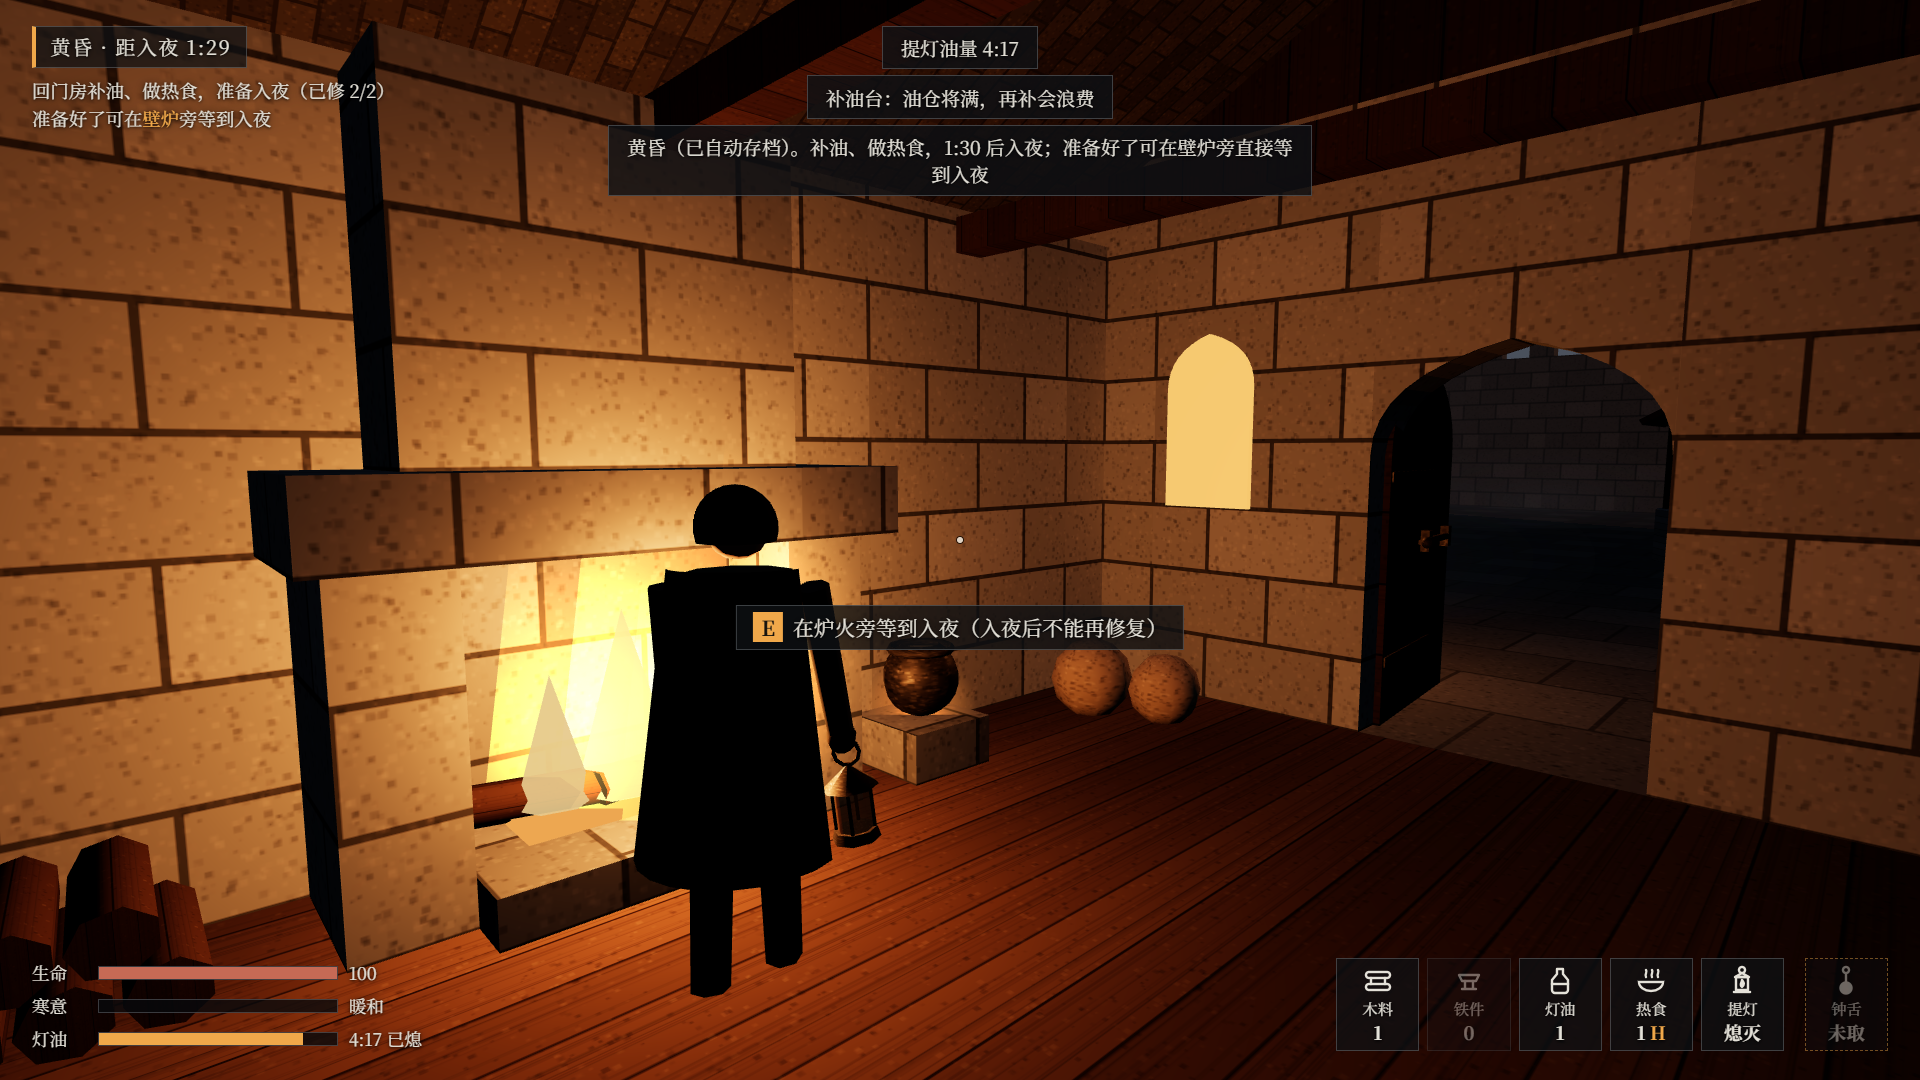 黄昏 · 距入夜 1:29
回门房补油、做热食，准备入夜（已修 2/2）
准备好了可在壁炉旁等到入夜
提灯油量 4:17
补油台：油仓将满，再补会浪费
黄昏（已自动存档）。补油、做热食，1:30 后入夜；准备好了可在壁炉旁直接等
到入夜
E 在炉火旁等到入夜（入夜后不能再修复）
生命 100
寒意 暖和
灯油 4:17 已熄
木料 1
铁件 0
灯油 1
热食 1 H
提灯 熄灭
钟舌 未取